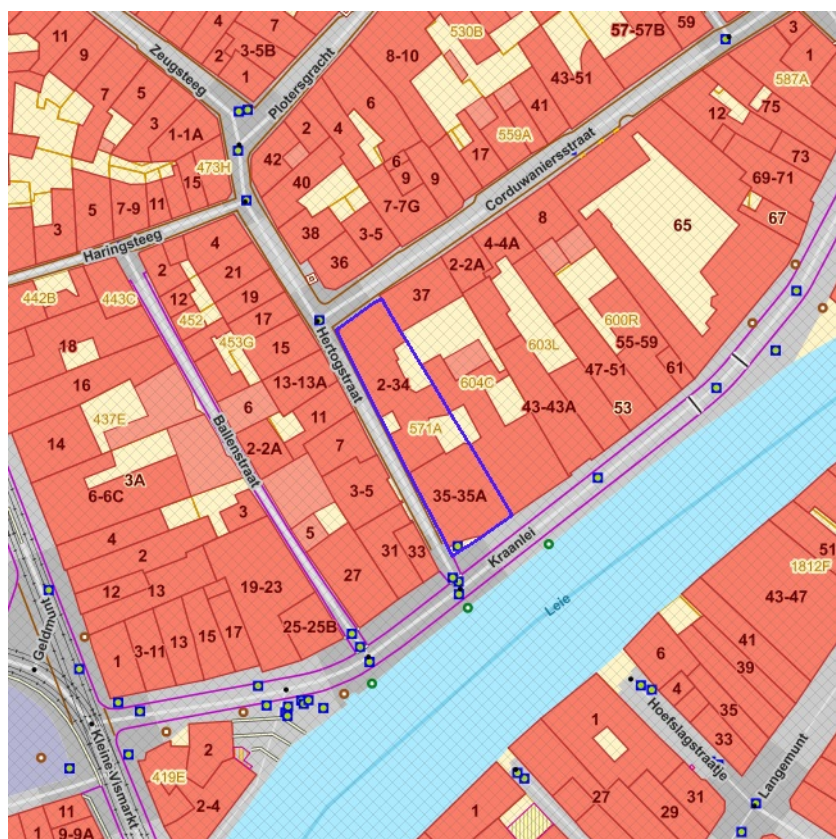 11
9
7
5
3
1-1A
15
11
7-9
5
3
Zeugsteeg
4
2
3-5B
1
7
Plotersgracht
8-10
530B
57-57B
59
3
1
587A
43-51
41
559A
17
6
4
2
42
40
38
36
3-5
6
9
9
7-7G
473H
Haringsteeg
Corduwaniersstraat
12
75
73
69-71
67
65
8
4-4A
2-2A
37
442B
443C
18
16
437E
14
3A
6-6C
4
2
12
13
2
4
12
452
21
19
453G
17
15
13-13A
11
6
2-2A
7
3-5
Ballenstraat
Hertogstraat
2-34
571A
604C
603L
600R
55-59
61
47-51
53
43-43A
35-35A
3
5
31
33
27
19-23
25-25B
Kraanlei
Leie
Geldmunt
1
3-11
13
15
17
Kleine-Vismarkt
419E
2
2-4
11
9-9A
1
1
27
29
31
33
35
39
41
43-47
51
1812F
6
4
Hoefslagstraatje
Langemunt